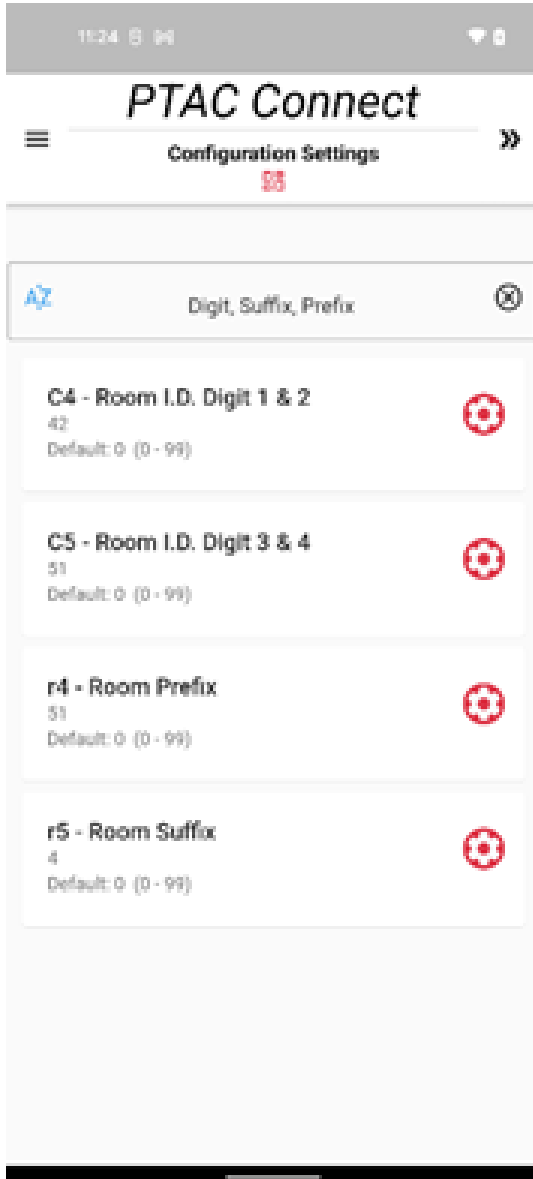 11:24
PTAC Connect
Configuration Settings
AZ
Digit, Suffix, Prefix
C4 - Room I.D. Digit 1 & 2
42
Default: 0 (0 - 99)
C5 - Room I.D. Digit 3 & 4
51
Default: 0 (0 - 99)
r4 - Room Prefix
51
Default: 0 (0 - 99)
r5 - Room Suffix
4
Default: 0 (0 - 99)